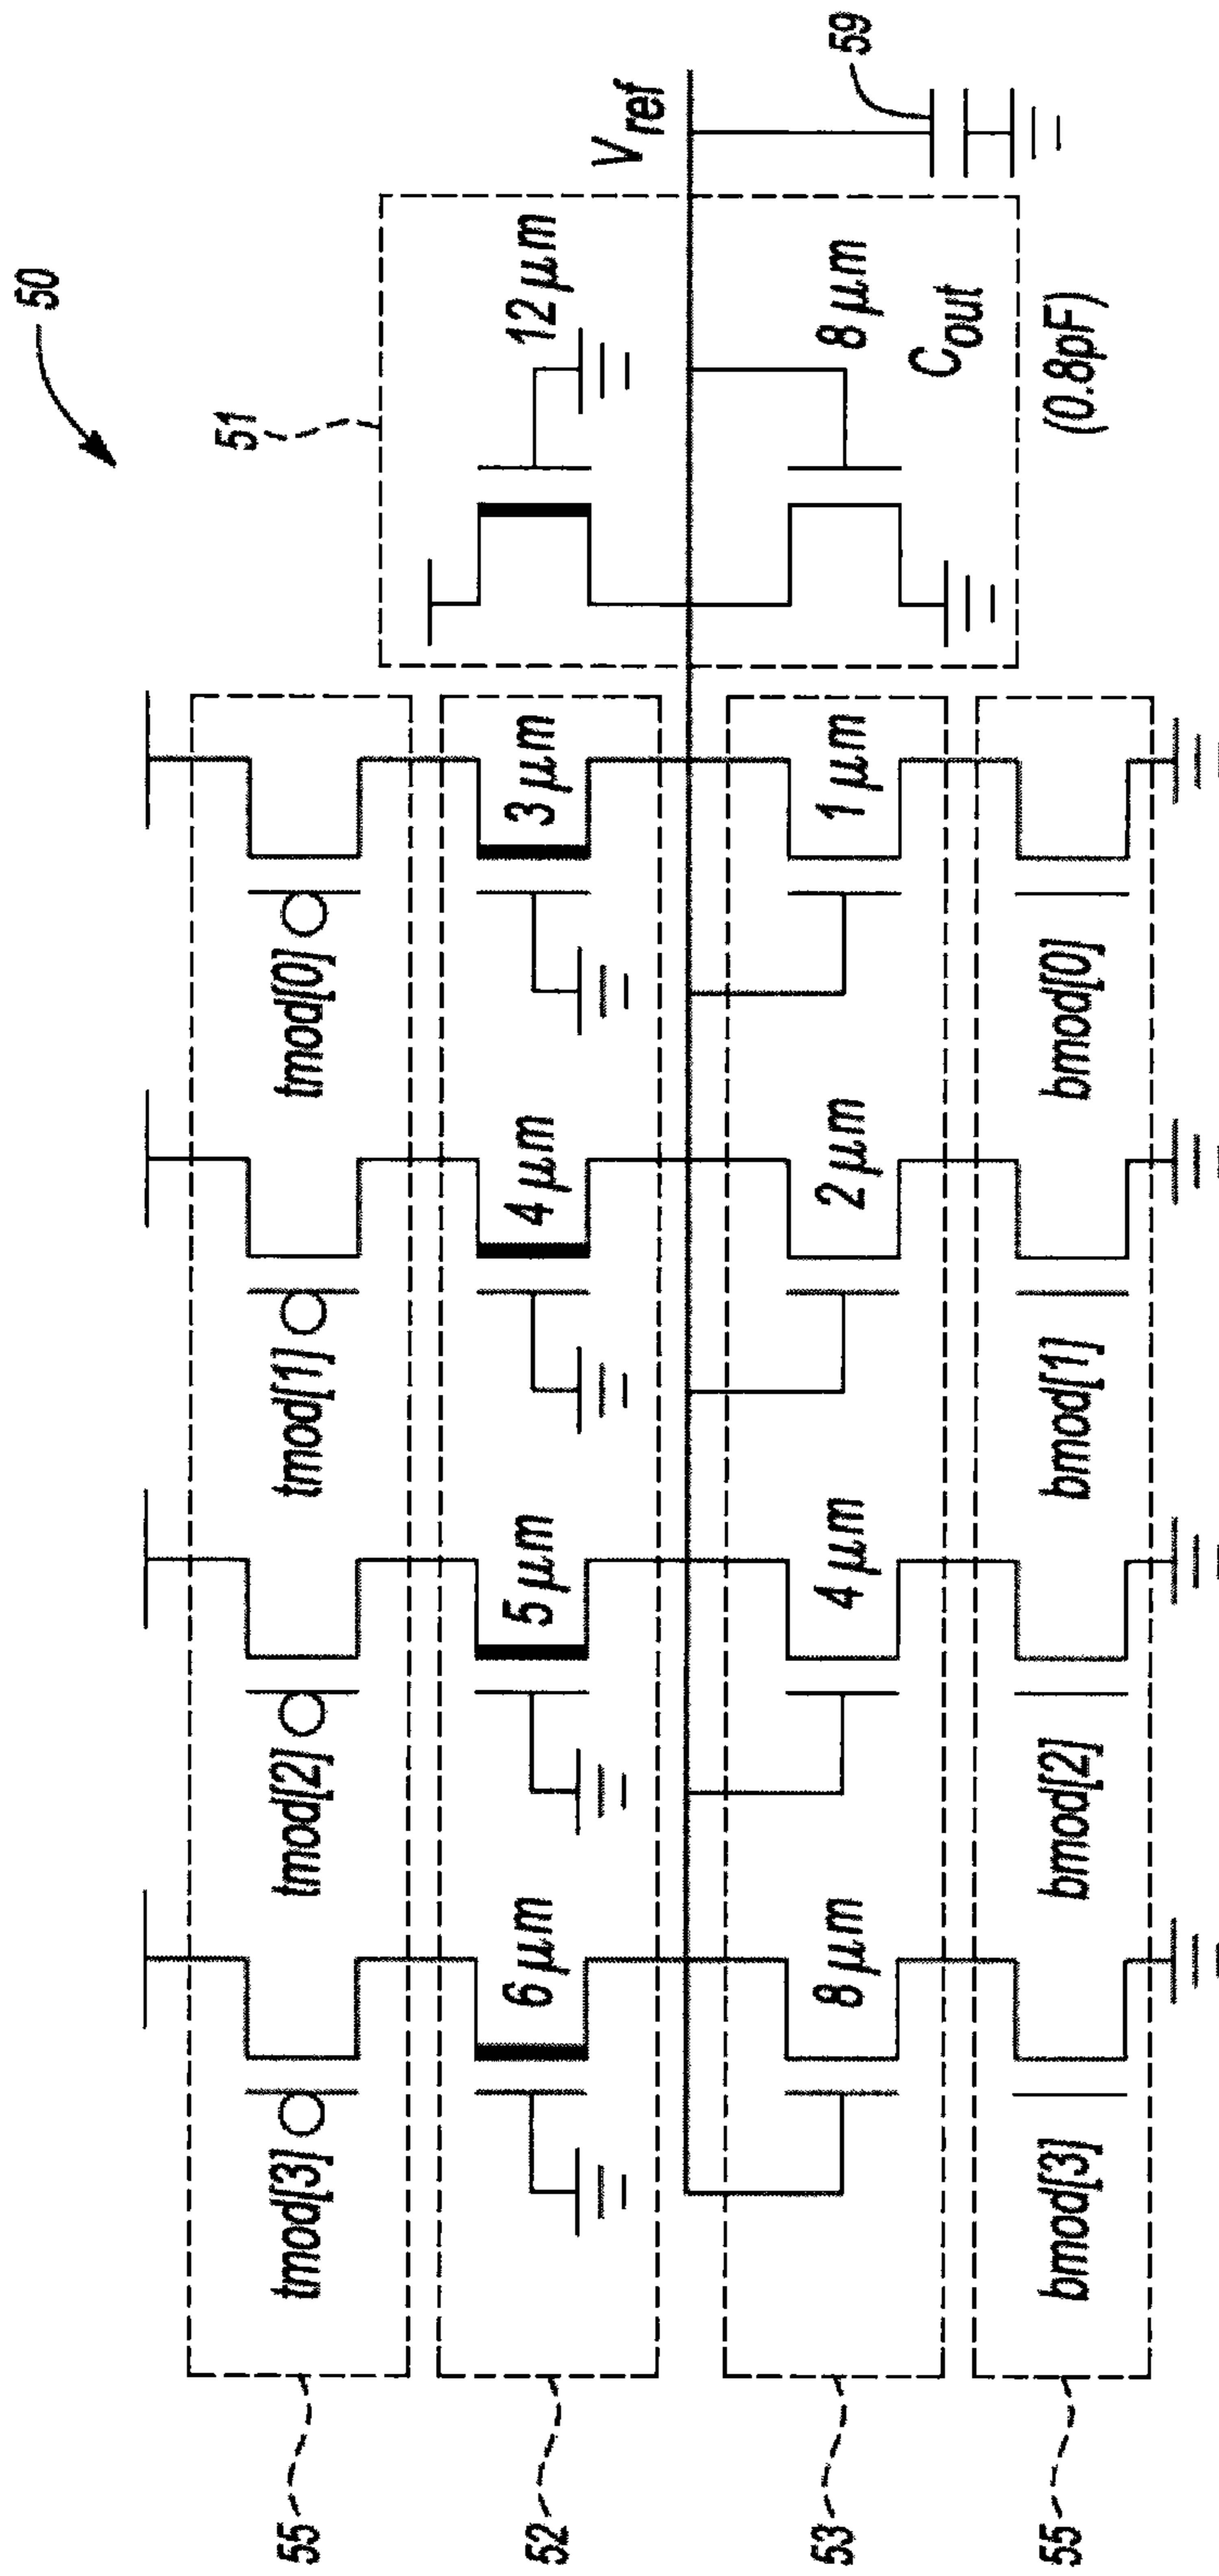 50
51
12 μm
V_ref
59
8 μm
C_out
(0.8pF)
55
tmod[3]
tmod[2]
tmod[1]
tmod[0]
52
6 μm
5 μm
4 μm
3 μm
53
8 μm
4 μm
2 μm
1 μm
55
bmod[3]
bmod[2]
bmod[1]
bmod[0]